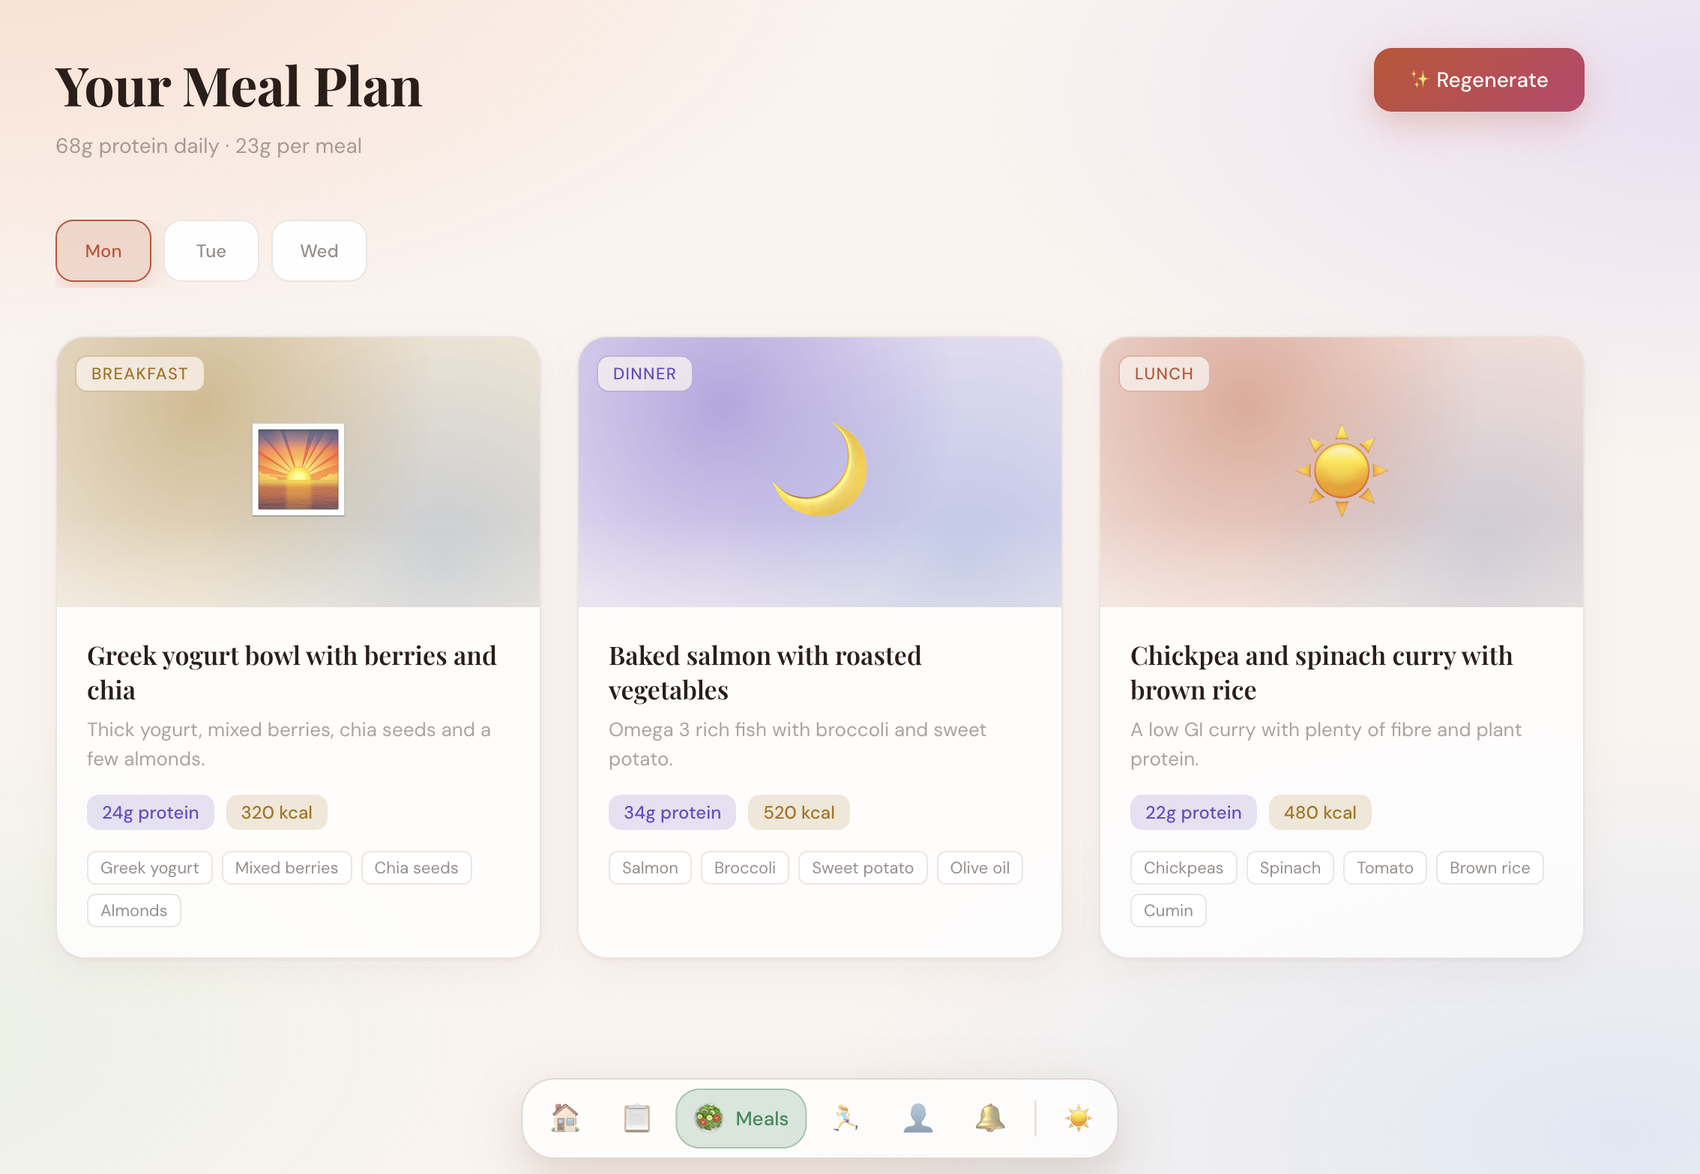 Your Meal Plan
Regenerate
68g protein daily · 23g per meal
Mon
Tue
Wed
BREAKFAST
Greek yogurt bowl with berries and
chia
Thick yogurt, mixed berries, chia seeds and a
few almonds.
24g protein
320 kcal
Greek yogurt
Mixed berries
Chia seeds
Almonds
DINNER
Baked salmon with roasted
vegetables
Omega 3 rich fish with broccoli and sweet
potato.
34g protein
520 kcal
Salmon
Broccoli
Sweet potato
Olive oil
LUNCH
Chickpea and spinach curry with
brown rice
A low GI curry with plenty of fibre and plant
protein.
22g protein
480 kcal
Chickpeas
Spinach
Tomato
Brown rice
Cumin
Meals